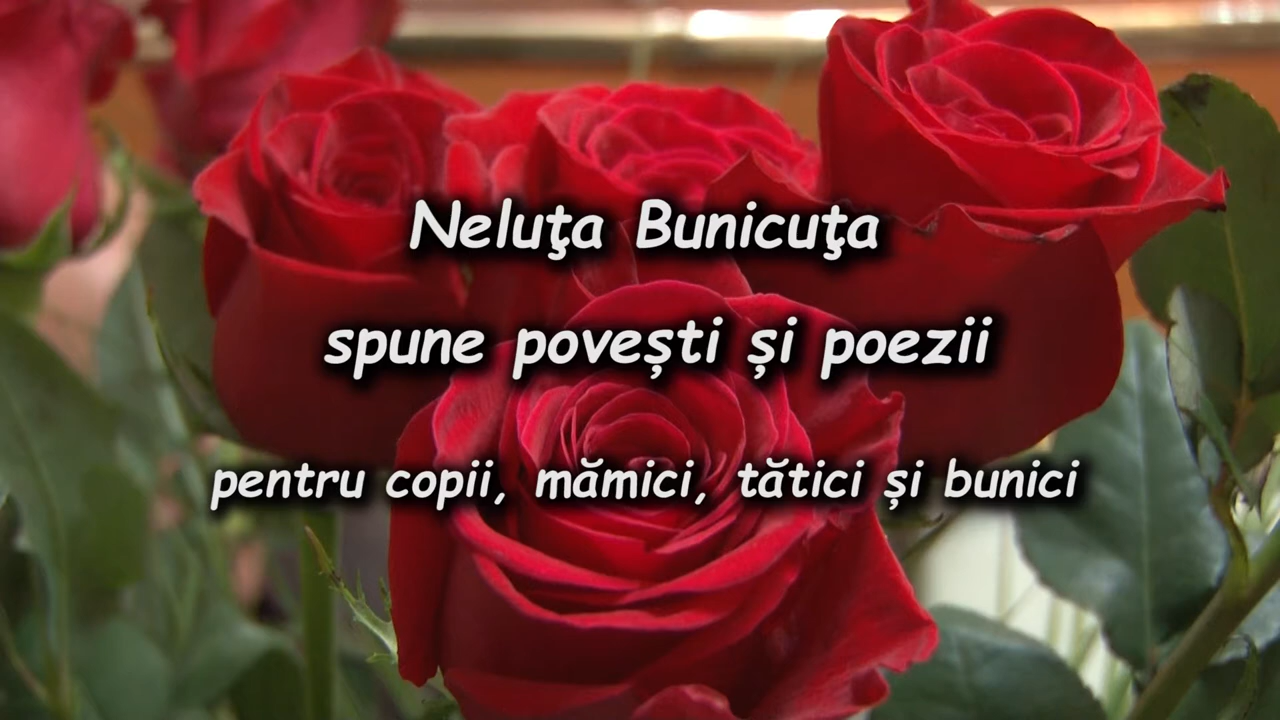 Neluţa Bunicuţa
spune povești și poezii
pentru copii, mămici, tătici și bunici